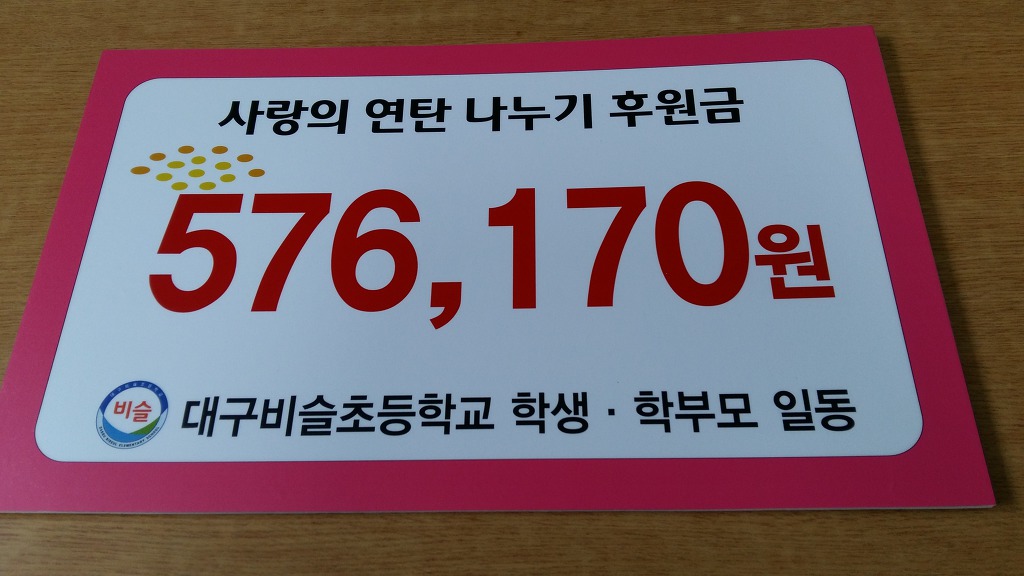 사랑의 연탄 나누기 후원금
576,170원
비슬
대구비슬초등학교 학생 · 학부모 일동